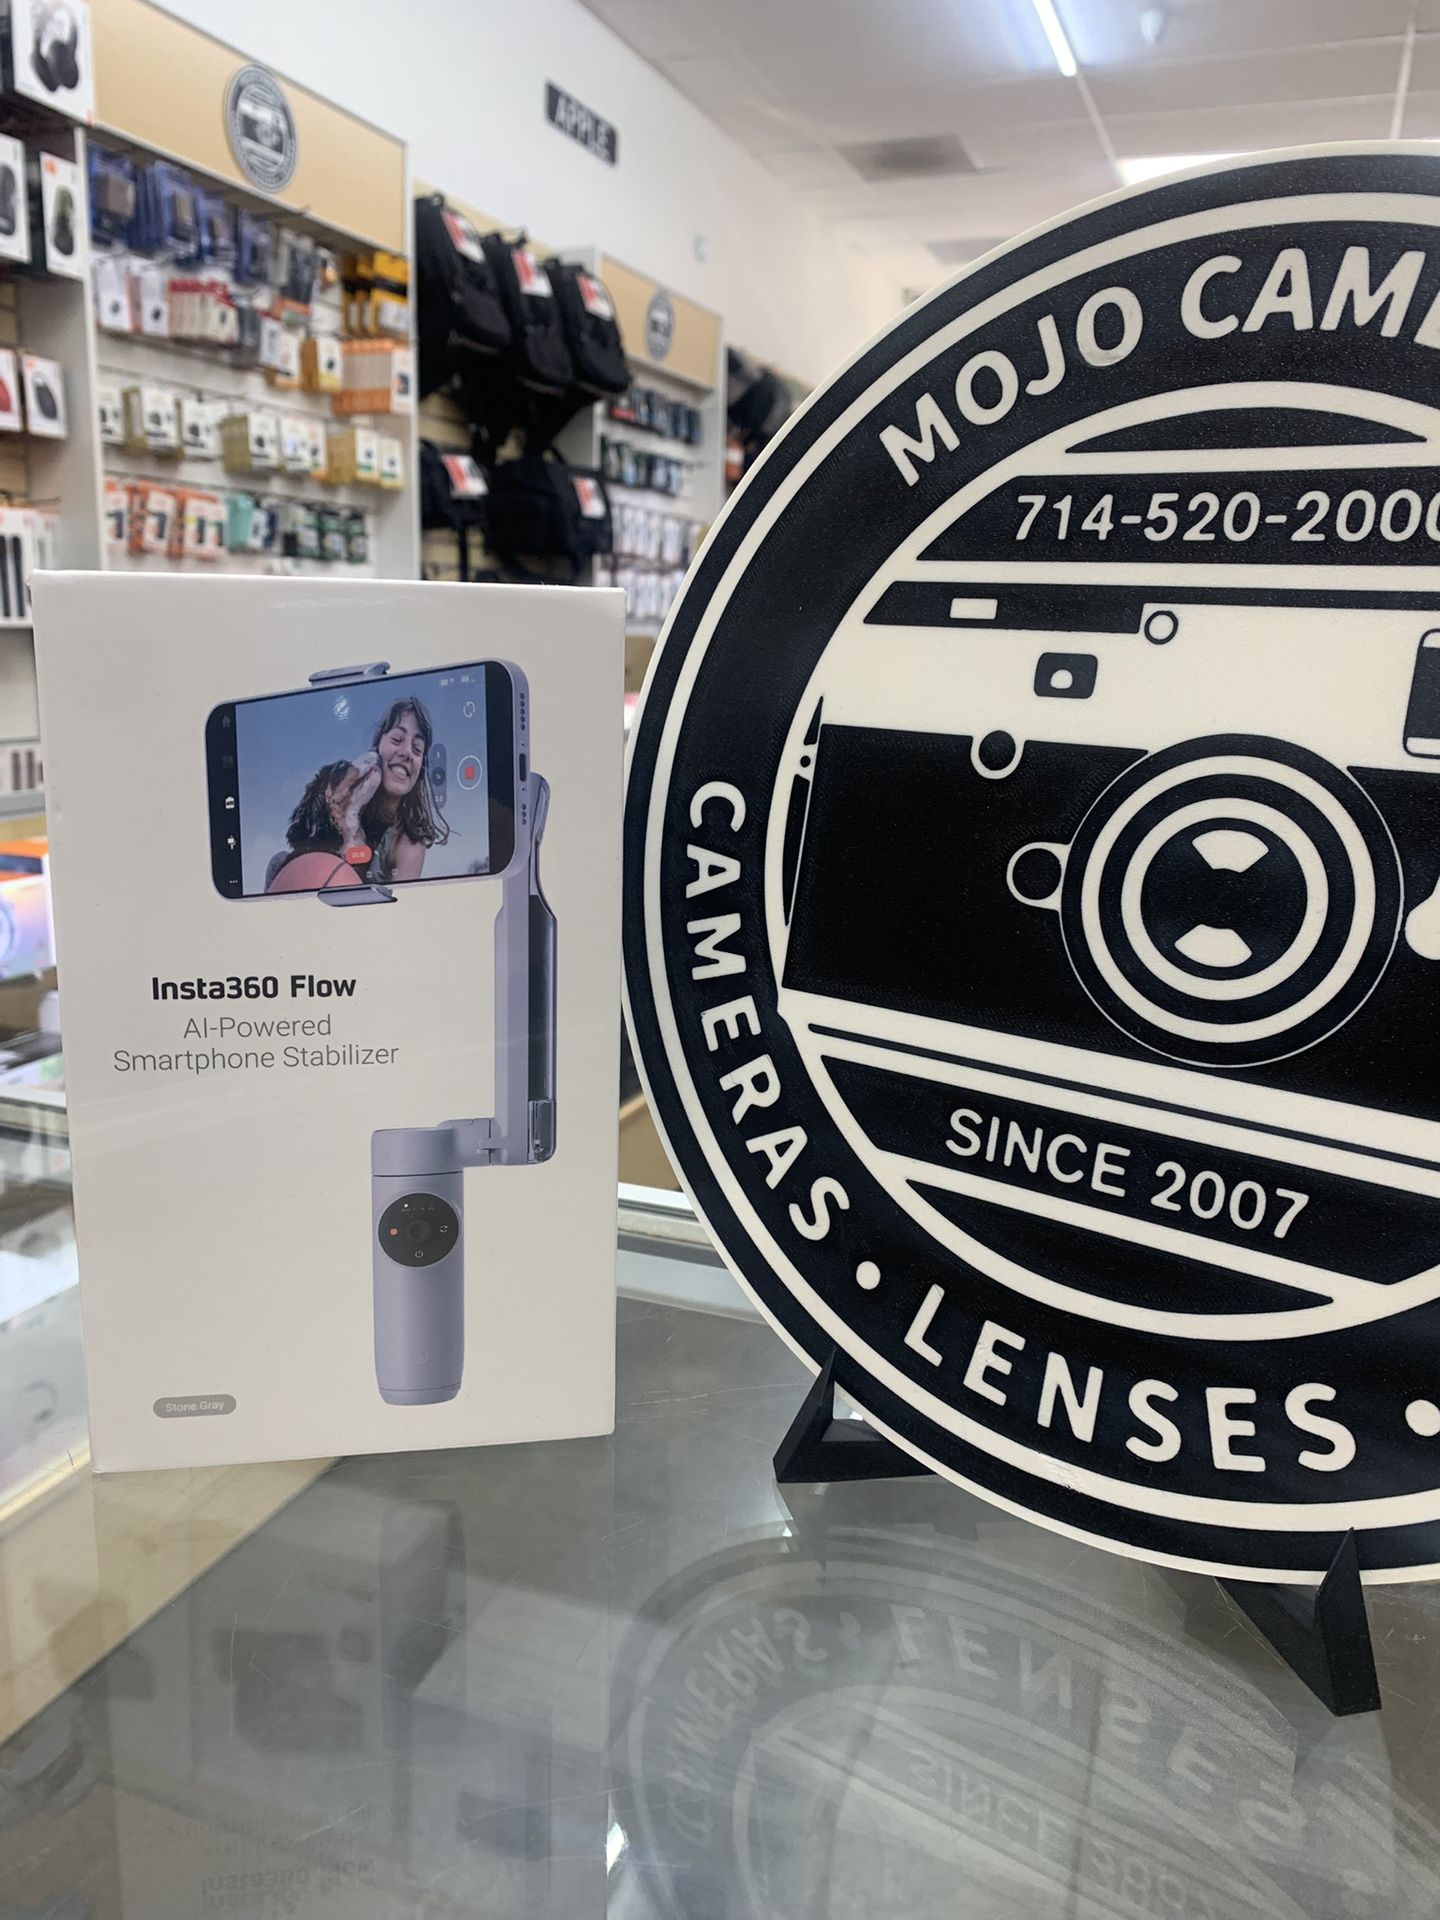 APPLE
MOJO CAME
714-520-2000
CAMERAS • LENSES •
SINCE 2007
Insta360 Flow
AI-Powered
Smartphone Stabilizer
Stone Gray